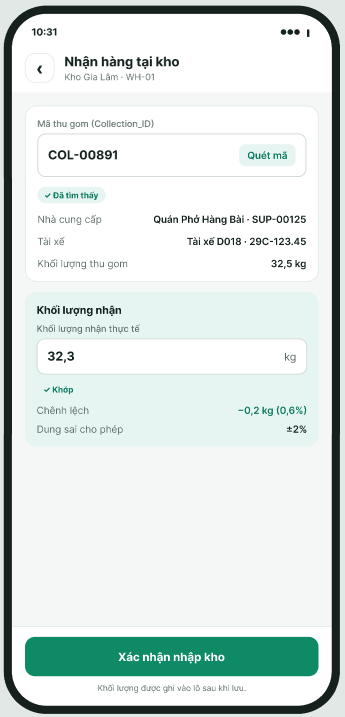 10:31
Nhận hàng tại kho
Kho Gia Lâm · WH-01
Mã thu gom (Collection_ID)
COL-00891
Quét mã
✓ Đã tìm thấy
Nhà cung cấp Quán Phở Hàng Bài · SUP-00125
Tài xế Tài xế D018 · 29C-123.45
Khối lượng thu gom 32,5 kg
Khối lượng nhận
Khối lượng nhận thực tế
32,3 kg
✓ Khớp
Chênh lệch −0,2 kg (0,6%)
Dung sai cho phép ±2%
Xác nhận nhập kho
Khối lượng được ghi vào lô sau khi lưu.